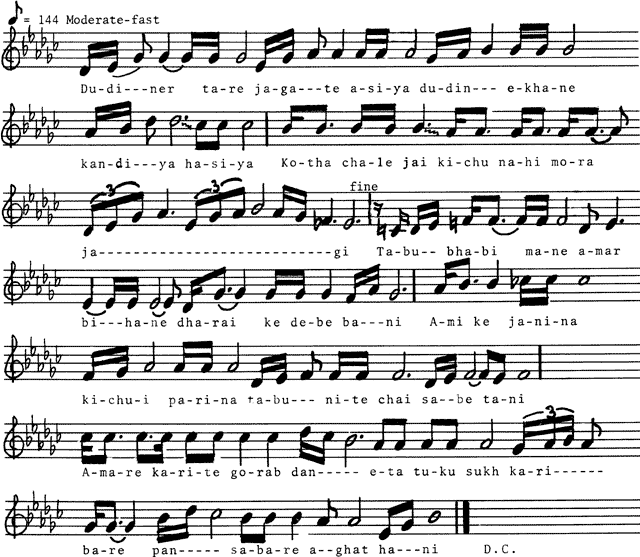 ♪ = 144 Moderate-fast
Du-di---ner ta-re ja-ga---te a-si-ya du-din--- e-kha-ne
kan-di---ya ha-si-ya Ko-tha cha-le jai ki-chu na-hi mo-ra
3 3 fine
ja--------------------------gi Ta-bu-- bha-bi ma-ne a-mar
bi---ha-ne dha-rai ke de-be ba---ni A-mi ke ja-ni-na
ki-chu-i pa-ri-na ta-bu--- ni-te chai sa--be ta-ni
3
A-ma-re ka-ri-te go-rab dan----- e-ta tu-ku sukh ka-ri------
ba-re pan----- sa-ba-re a--ghat ha---ni D.C.